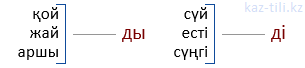 kaz-tili.kz
қой сүй
жай ды есті ді
аршы сүңгі